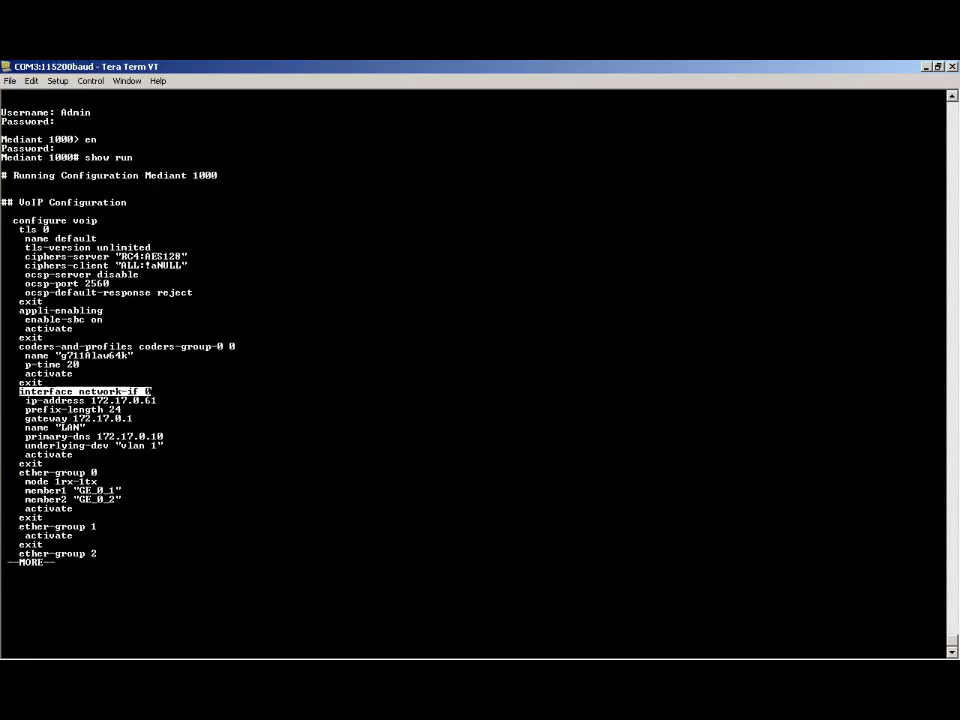 COM3:115200baud - Tera Term VT
File Edit Setup Control Window Help
Username: Admin
Password:
Mediant 1000> en
Password:
Mediant 1000# show run
# Running Configuration Mediant 1000
## VoIP Configuration
configure voip
tls 0
name default
tls-version unlimited
ciphers-server "RC4:AES128"
ciphers-client "ALL:!aNULL"
ocsp-server disable
ocsp-port 2560
ocsp-default-response reject
exit
appli-enabling
enable-sbc on
activate
exit
coders-and-profiles coders-group-0 0
name "g711Alaw64k"
p-time 20
activate
exit
interface network-if 0
ip-address 172.17.0.61
prefix-length 24
gateway 172.17.0.1
name "LAN"
primary-dns 172.17.0.10
underlying-dev "vlan 1"
activate
exit
ether-group 0
mode 1rx-1tx
member1 "GE_0_1"
member2 "GE_0_2"
activate
exit
ether-group 1
activate
exit
ether-group 2
--MORE--